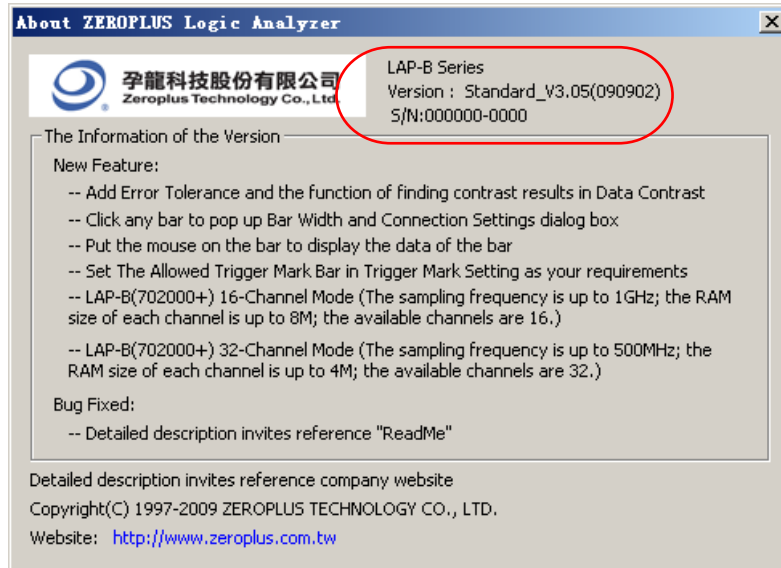 About ZEROPLUS Logic Analyzer
孕龍科技股份有限公司
Zeroplus Technology Co., Ltd.
LAP-B Series
Version : Standard_V3.05(090902)
S/N:000000-0000
The Information of the Version
New Feature:
-- Add Error Tolerance and the function of finding contrast results in Data Contrast
-- Click any bar to pop up Bar Width and Connection Settings dialog box
-- Put the mouse on the bar to display the data of the bar
-- Set The Allowed Trigger Mark Bar in Trigger Mark Setting as your requirements
-- LAP-B(702000+) 16-Channel Mode (The sampling frequency is up to 1GHz; the RAM
size of each channel is up to 8M; the available channels are 16.)
-- LAP-B(702000+) 32-Channel Mode (The sampling frequency is up to 500MHz; the
RAM size of each channel is up to 4M; the available channels are 32.)
Bug Fixed:
-- Detailed description invites reference "ReadMe"
Detailed description invites reference company website
Copyright(C) 1997-2009 ZEROPLUS TECHNOLOGY CO., LTD.
Website: http://www.zeroplus.com.tw